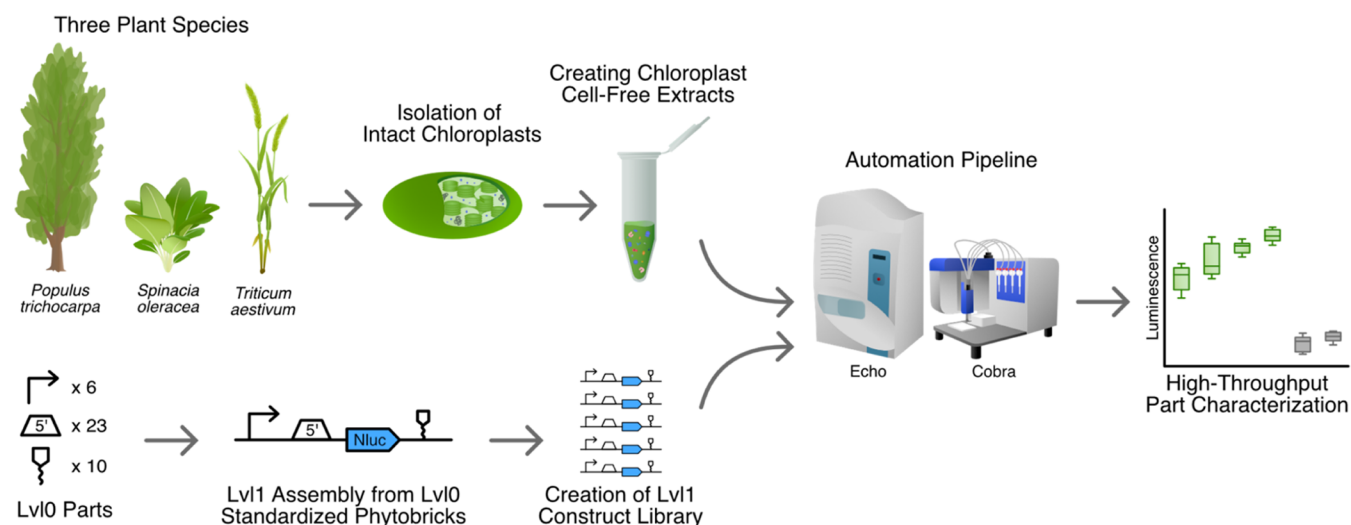 Three Plant Species
Populus
trichocarpa
Spinacia
oleracea
Triticum
aestivum
Isolation of
Intact Chloroplasts
Creating Chloroplast
Cell-Free Extracts
Automation Pipeline
Echo
Cobra
Luminescence
High-Throughput
Part Characterization
x 6
5' x 23
x 10
Lvl0 Parts
5' Nluc
Lvl1 Assembly from Lvl0
Standardized Phytobricks
Creation of Lvl1
Construct Library